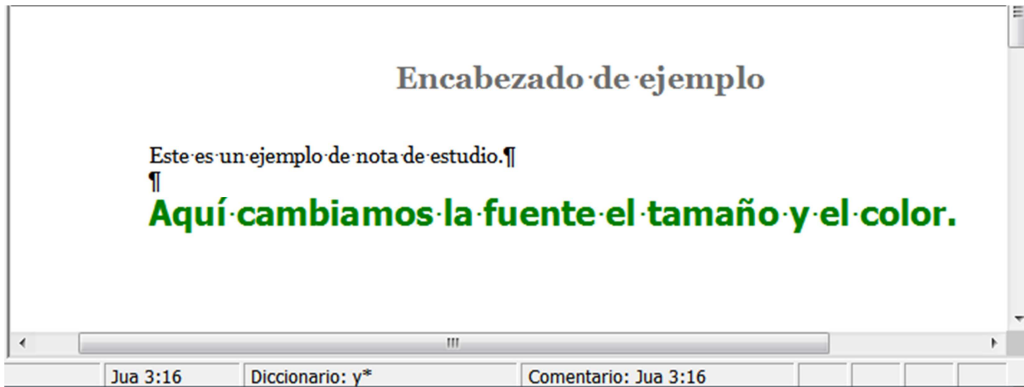 Encabezado·de·ejemplo
Este·es·un·ejemplo·de·nota·de·estudio.¶
¶
Aquí·cambiamos·la·fuente·el·tamaño·y·el·color.
Jua 3:16 Diccionario: y* Comentario: Jua 3:16